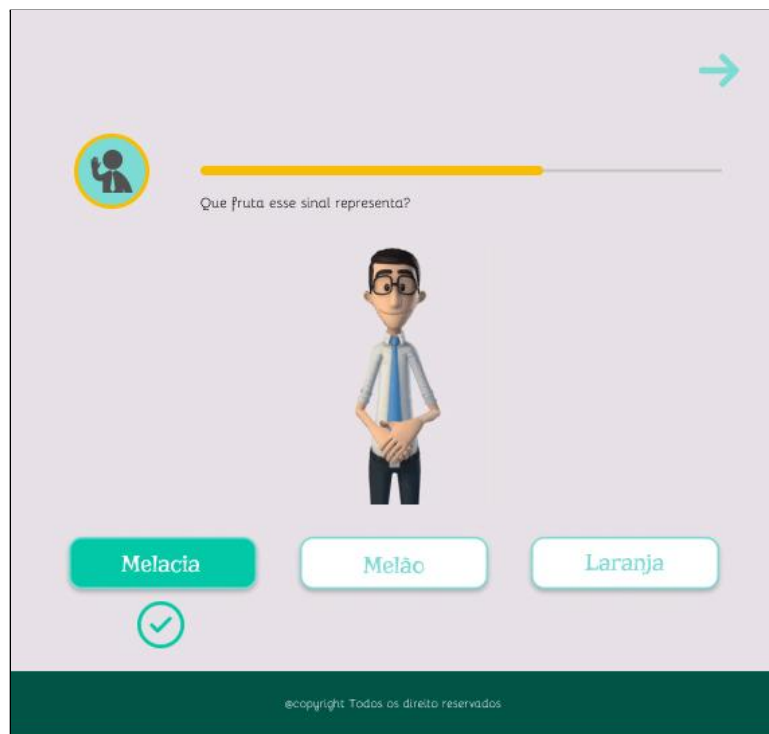 Que fruta esse sinal representa?
Melacia
Melão
Laranja
@copyright Todos os direito reservados